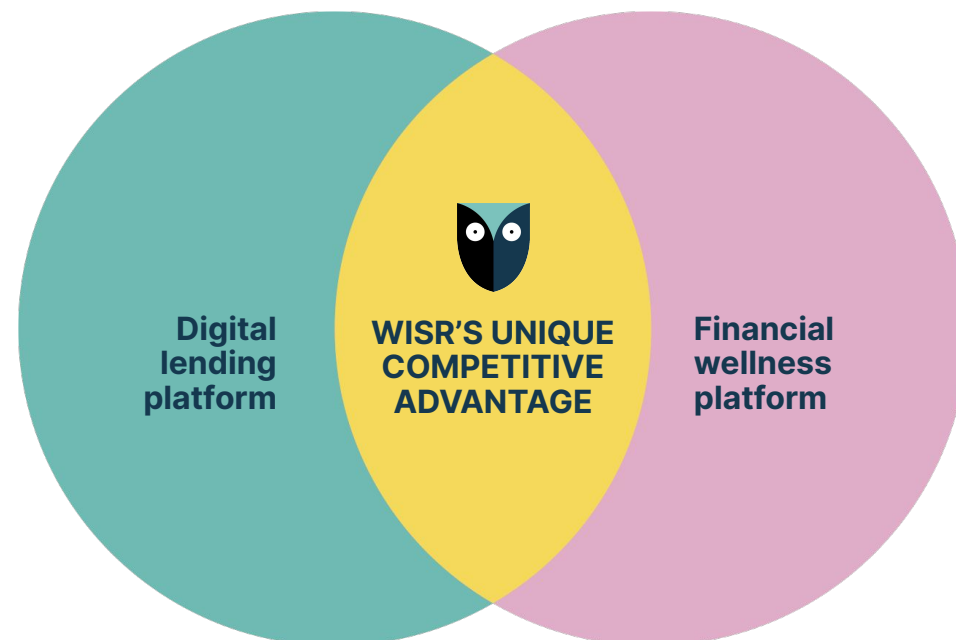 Digital
lending
platform
WISR’S UNIQUE
COMPETITIVE
ADVANTAGE
Financial
wellness
platform